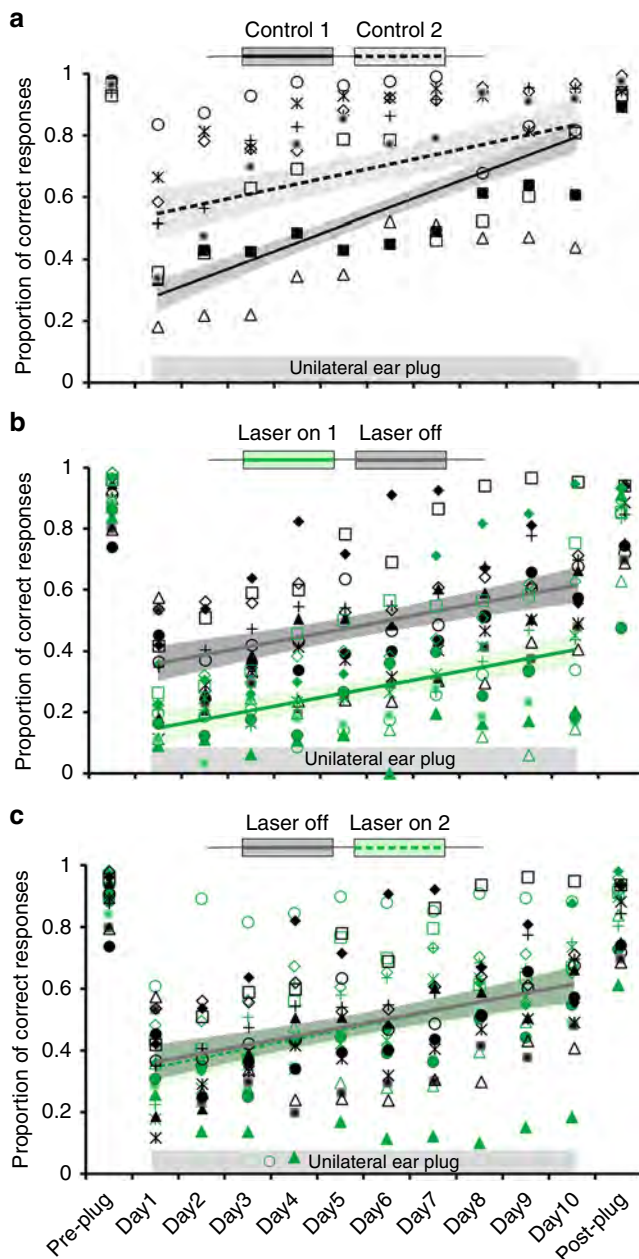 a
Control 1 Control 2
Proportion of correct responses
1
0.8
0.6
0.4
0.2
0
Unilateral ear plug
b
Laser on 1 Laser off
Proportion of correct responses
1
0.8
0.6
0.4
0.2
0
Unilateral ear plug
c
Laser off Laser on 2
Proportion of correct responses
1
0.8
0.6
0.4
0.2
0
Unilateral ear plug
Pre-plug Day1 Day2 Day3 Day4 Day5 Day6 Day7 Day8 Day9 Day10 Post-plug